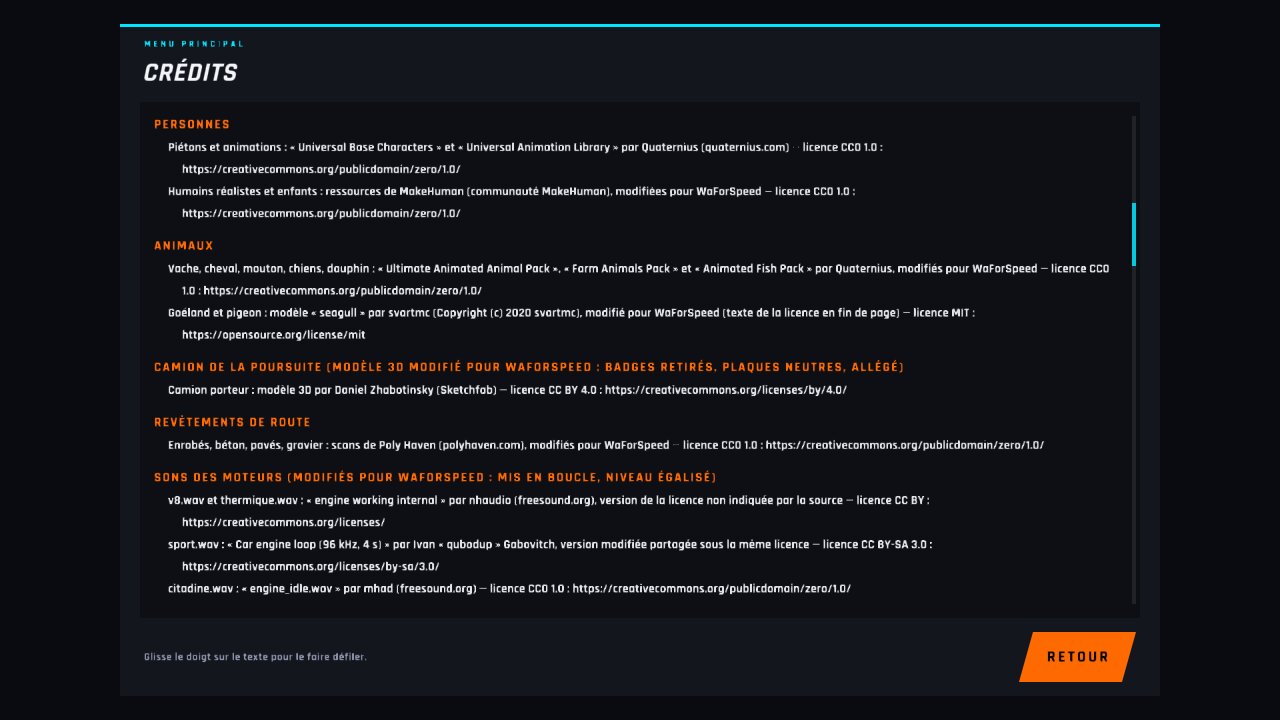 MENU PRINCIPAL
CRÉDITS
PERSONNES
Piétons et animations : « Universal Base Characters » et « Universal Animation Library » par Quaternius (quaternius.com) — licence CC0 1.0 :
https://creativecommons.org/publicdomain/zero/1.0/
Humains réalistes et enfants : ressources de MakeHuman (communauté MakeHuman), modifiées pour WaForSpeed — licence CC0 1.0 :
https://creativecommons.org/publicdomain/zero/1.0/
ANIMAUX
Vache, cheval, mouton, chiens, dauphin : « Ultimate Animated Animal Pack », « Farm Animals Pack » et « Animated Fish Pack » par Quaternius, modifiés pour WaForSpeed — licence CC0
1.0 : https://creativecommons.org/publicdomain/zero/1.0/
Goéland et pigeon : modèle « seagull » par svartmc (Copyright (c) 2020 svartmc), modifié pour WaForSpeed (texte de la licence en fin de page) — licence MIT :
https://opensource.org/license/mit
CAMION DE LA POURSUITE (MODÈLE 3D MODIFIÉ POUR WAFORSPEED : BADGES RETIRÉS, PLAQUES NEUTRES, ALLÉGÉ)
Camion porteur : modèle 3D par Daniel Zhabotinsky (Sketchfab) — licence CC BY 4.0 : https://creativecommons.org/licenses/by/4.0/
REVÊTEMENTS DE ROUTE
Enrobés, béton, pavés, gravier : scans de Poly Haven (polyhaven.com), modifiés pour WaForSpeed — licence CC0 1.0 : https://creativecommons.org/publicdomain/zero/1.0/
SONS DES MOTEURS (MODIFIÉS POUR WAFORSPEED : MIS EN BOUCLE, NIVEAU ÉGALISÉ)
v8.wav et thermique.wav : « engine working internal » par nhaudio (freesound.org), version de la licence non indiquée par la source — licence CC BY :
https://creativecommons.org/licenses/
sport.wav : « Car engine loop (96 kHz, 4 s) » par Ivan « qubodup » Gabovitch, version modifiée partagée sous la même licence — licence CC BY-SA 3.0 :
https://creativecommons.org/licenses/by-sa/3.0/
citadine.wav : « engine_idle.wav » par mhad (freesound.org) — licence CC0 1.0 : https://creativecommons.org/publicdomain/zero/1.0/
Glisse le doigt sur le texte pour le faire défiler.
RETOUR